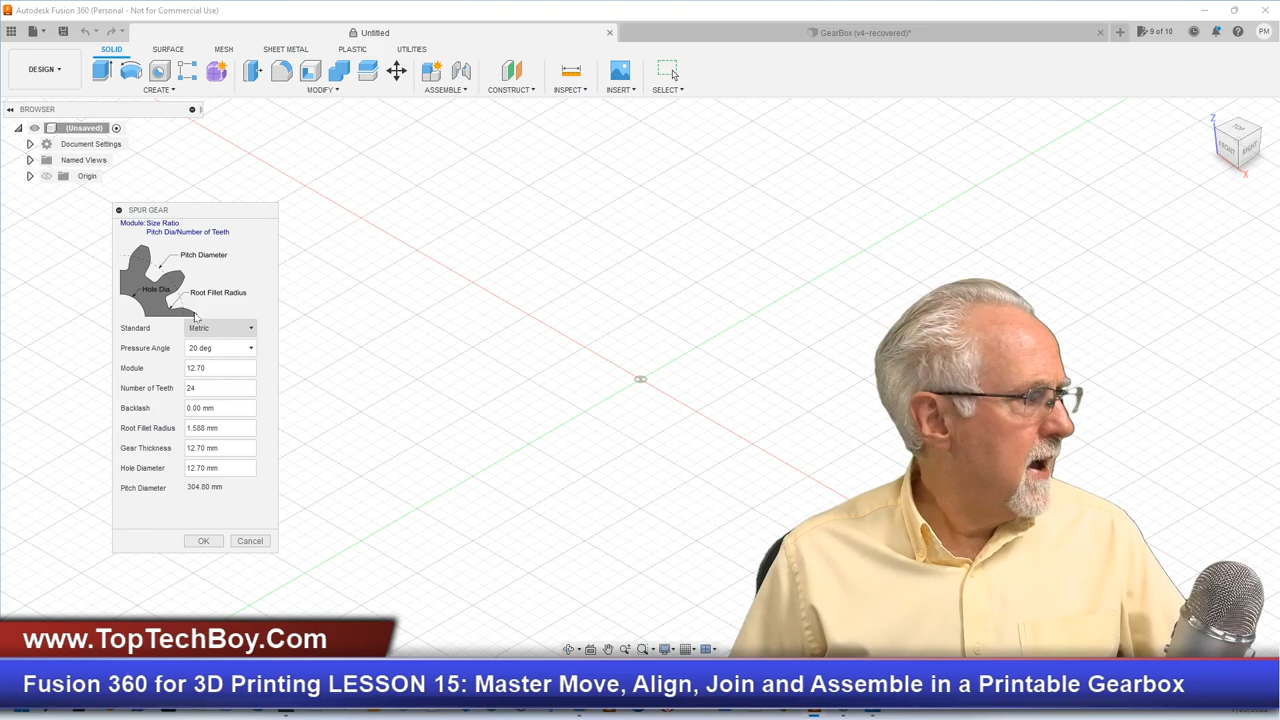 Autodesk Fusion 360 (Personal - Not for Commercial Use)
Untitled
GearBox (v4~recovered)*
9 of 10
PM
SOLID SURFACE MESH SHEET METAL PLASTIC UTILITIES
DESIGN
CREATE MODIFY ASSEMBLE CONSTRUCT INSPECT INSERT SELECT
BROWSER
(Unsaved)
Document Settings
Named Views
Origin
Z
TOP
FRONT
RIGHT
X
SPUR GEAR
Module: Size Ratio
Pitch Dia/Number of Teeth
Pitch Diameter
Hole Dia.
Root Fillet Radius
Standard Metric
Pressure Angle 20 deg
Module 12.70
Number of Teeth 24
Backlash 0.00 mm
Root Fillet Radius 1.588 mm
Gear Thickness 12.70 mm
Hole Diameter 12.70 mm
Pitch Diameter 304.80 mm
OK Cancel
www.TopTechBoy.Com
Fusion 360 for 3D Printing LESSON 15: Master Move, Align, Join and Assemble in a Printable Gearbox